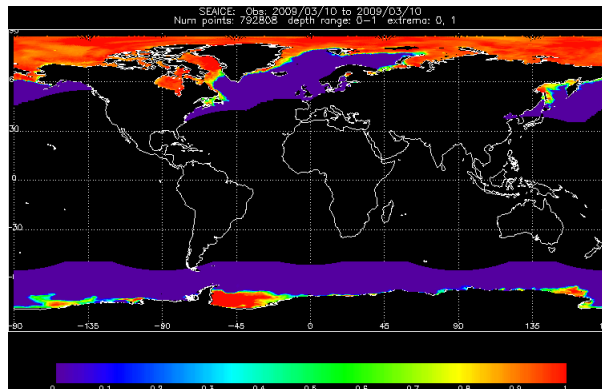 SEAICE: Obs: 2009/03/10 to 2009/03/10
Num points: 792808 depth range: 0-1 extrema: 0, 1
60
30
0
-30
-90 -135 -45 0 45 90 135
0 0.1 0.2 0.3 0.4 0.5 0.6 0.7 0.8 0.9 1